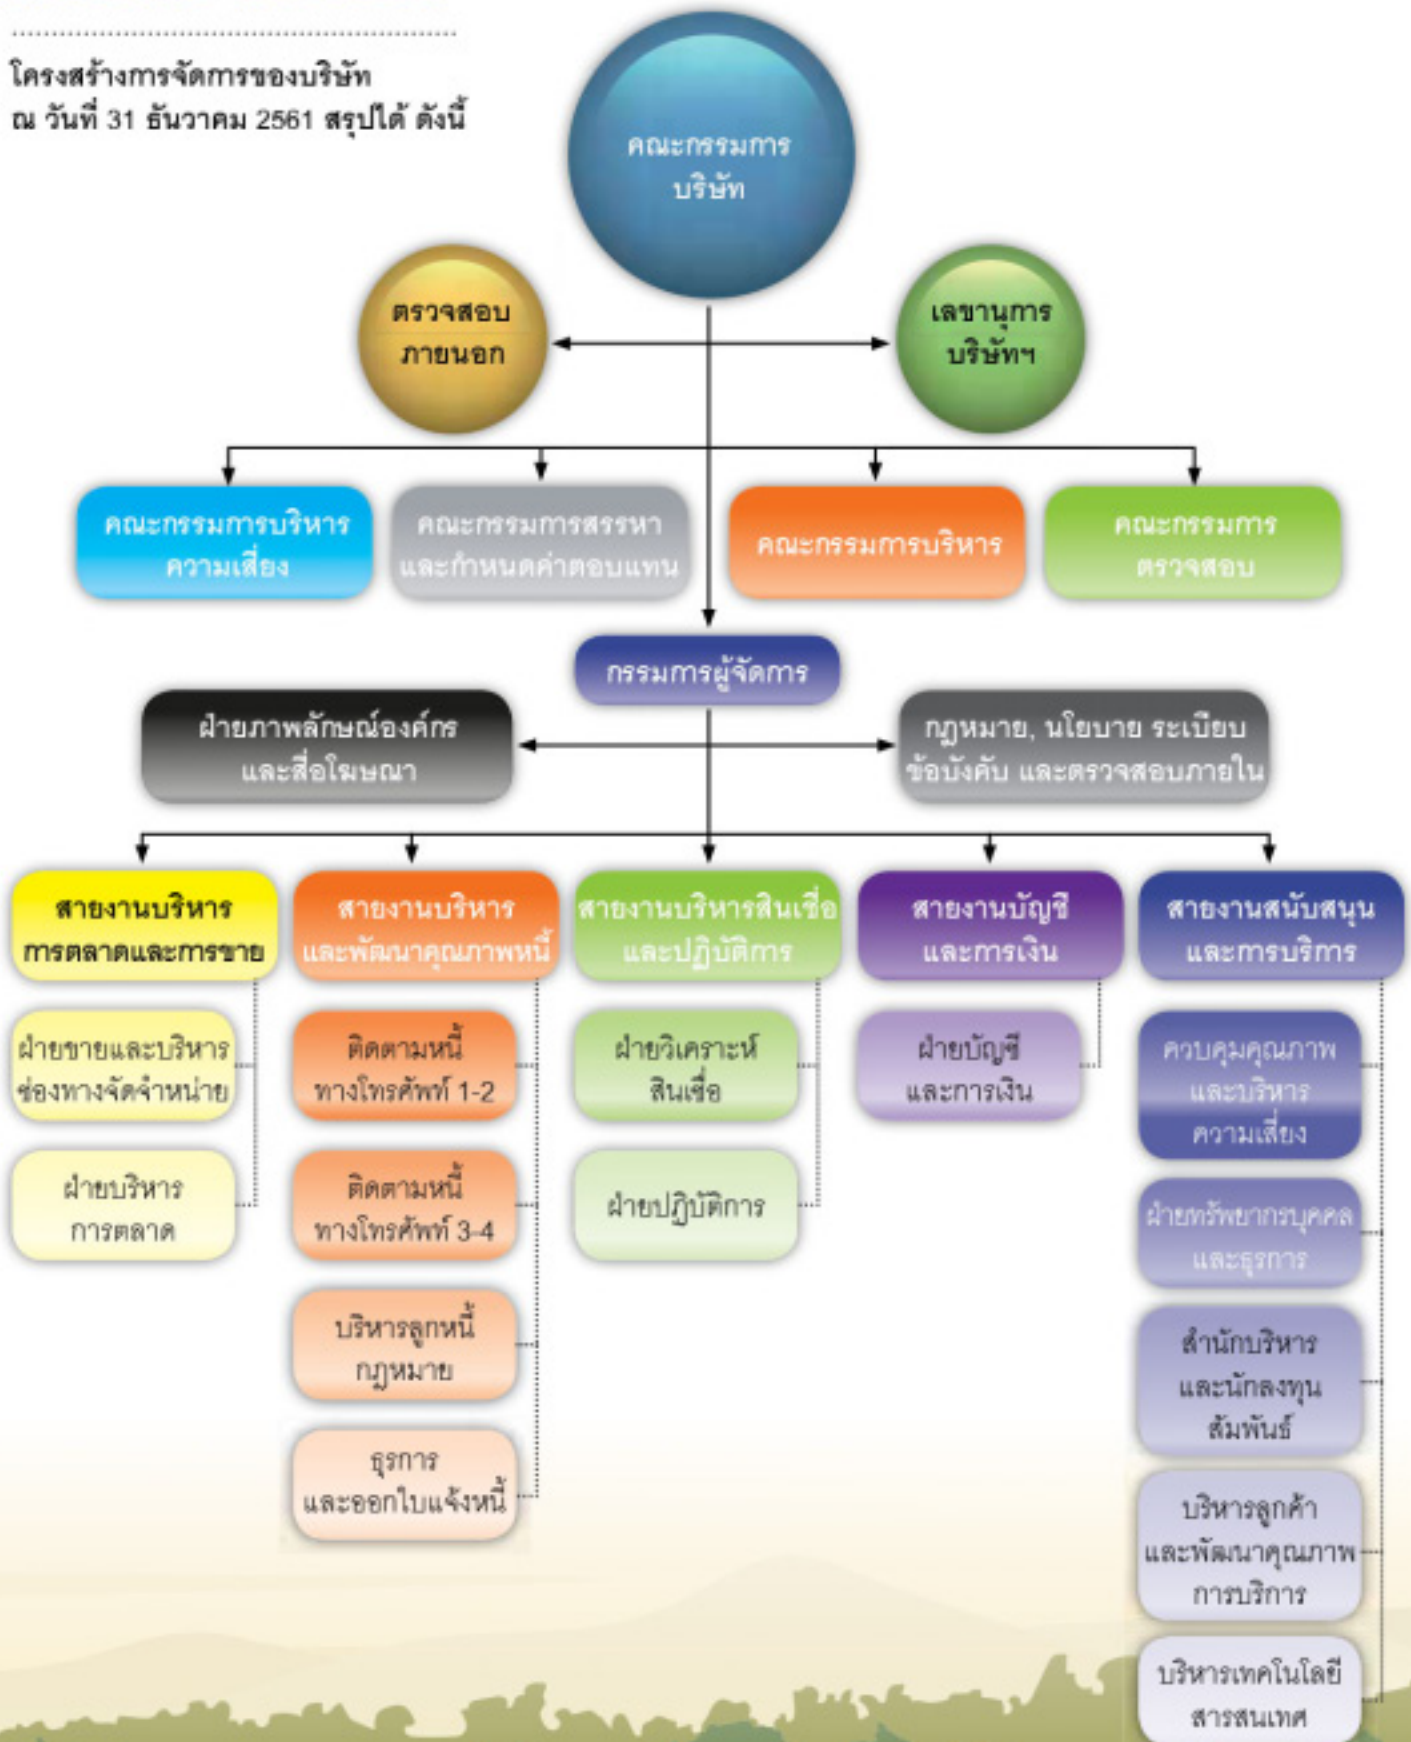 โครงสร้างการจัดการของบริษัท
ณ วันที่ 31 ธันวาคม 2561 สรุปได้ ดังนี้
คณะกรรมการ
บริษัท
ตรวจสอบ
ภายนอก
เลขานุการ
บริษัทฯ
คณะกรรมการบริหาร
ความเสี่ยง
คณะกรรมการสรรหา
และกำหนดค่าตอบแทน
คณะกรรมการบริหาร
คณะกรรมการ
ตรวจสอบ
กรรมการผู้จัดการ
ฝ่ายภาพลักษณ์องค์กร
และสื่อโฆษณา
กฎหมาย, นโยบาย ระเบียบ
ข้อบังคับ และตรวจสอบภายใน
สายงานบริหาร
การตลาดและการขาย
ฝ่ายขายและบริหาร
ช่องทางจัดจำหน่าย
ฝ่ายบริหาร
การตลาด
สายงานบริหาร
และพัฒนาคุณภาพหนี้
ติดตามหนี้
ทางโทรศัพท์ 1-2
ติดตามหนี้
ทางโทรศัพท์ 3-4
บริหารลูกหนี้
กฎหมาย
ธุรการ
และออกใบแจ้งหนี้
สายงานบริหารสินเชื่อ
และปฏิบัติการ
ฝ่ายวิเคราะห์
สินเชื่อ
ฝ่ายปฏิบัติการ
สายงานบัญชี
และการเงิน
ฝ่ายบัญชี
และการเงิน
สายงานสนับสนุน
และการบริการ
ควบคุมคุณภาพ
และบริหาร
ความเสี่ยง
ฝ่ายทรัพยากรบุคคล
และธุรการ
สำนักบริหาร
และนักลงทุน
สัมพันธ์
บริหารลูกค้า
และพัฒนาคุณภาพ
การบริการ
บริหารเทคโนโลยี
สารสนเทศ